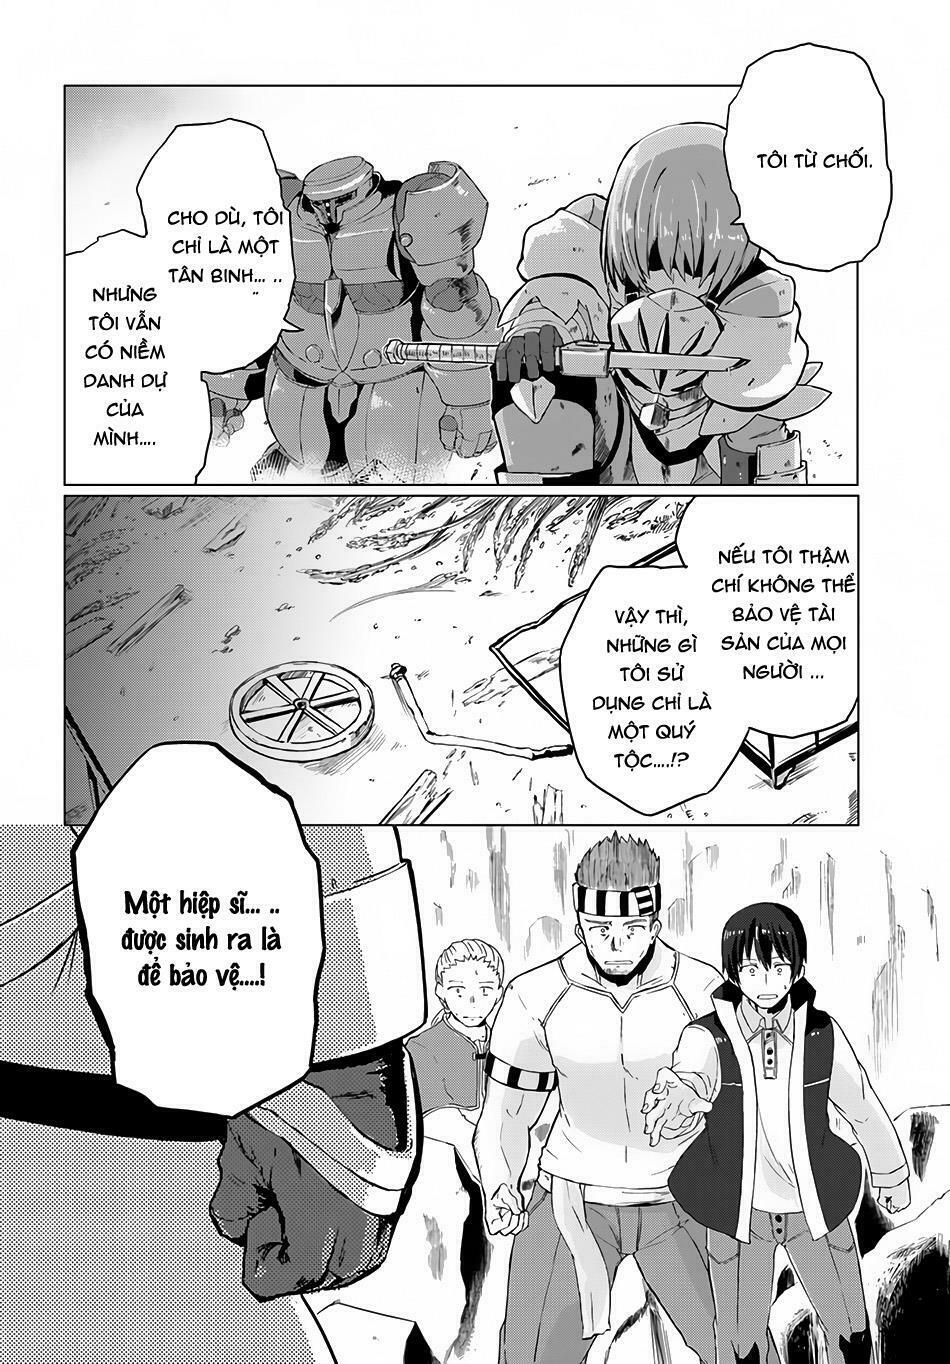 TÔI TỪ CHỐI.
CHO DÙ, TÔI
CHỈ LÀ MỘT
TÂN BINH... ..
NHƯNG
TÔI VẪN
CÓ NIỀM
DANH DỰ
CỦA
MÌNH....
NẾU TÔI THẬM
CHÍ KHÔNG THỂ
BẢO VỆ TÀI
SẢN CỦA MỌI
NGƯỜI ...
VẬY THÌ,
NHỮNG GÌ
TÔI SỬ
DỤNG CHỈ LÀ
MỘT QUÝ
TỘC....!?
Một hiệp sĩ... ..
được sinh ra là
để bảo vệ....!